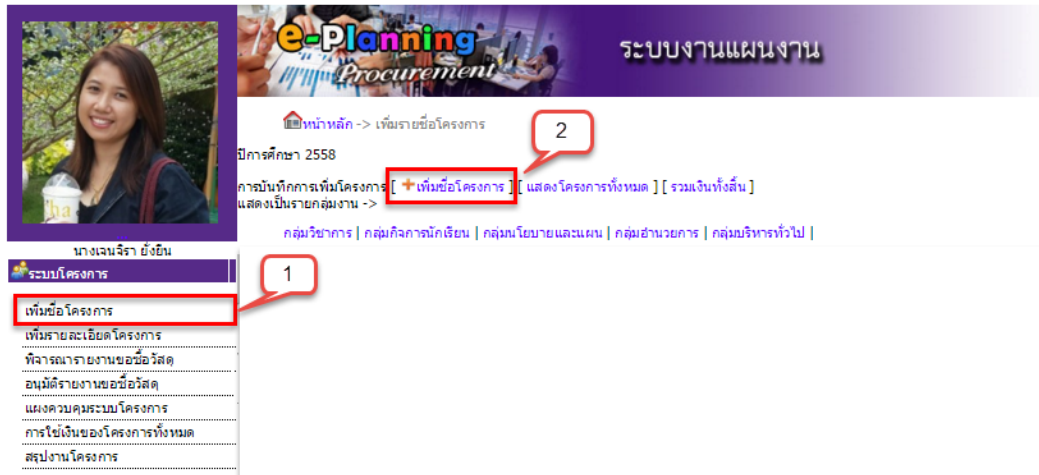 e-Planning
Procurement
ระบบงานแผนงาน
หน้าหลัก -> เพิ่มรายชื่อโครงการ
2
ปีการศึกษา 2558
การบันทึกการเพิ่มโครงการ [ +เพิ่มชื่อโครงการ ] [ แสดงโครงการทั้งหมด ] [ รวมเงินทั้งสิ้น ]
แสดงเป็นรายกลุ่มงาน ->
กลุ่มวิชาการ | กลุ่มกิจการนักเรียน | กลุ่มนโยบายและแผน | กลุ่มอำนวยการ | กลุ่มบริหารทั่วไป |
นางเจนจิรา ยั่งยืน
ระบบโครงการ
1
เพิ่มชื่อโครงการ
เพิ่มรายละเอียดโครงการ
พิจารณารายงานขอซื้อวัสดุ
อนุมัติรายงานขอซื้อวัสดุ
แผงควบคุมระบบโครงการ
การใช้เงินของโครงการทั้งหมด
สรุปงานโครงการ